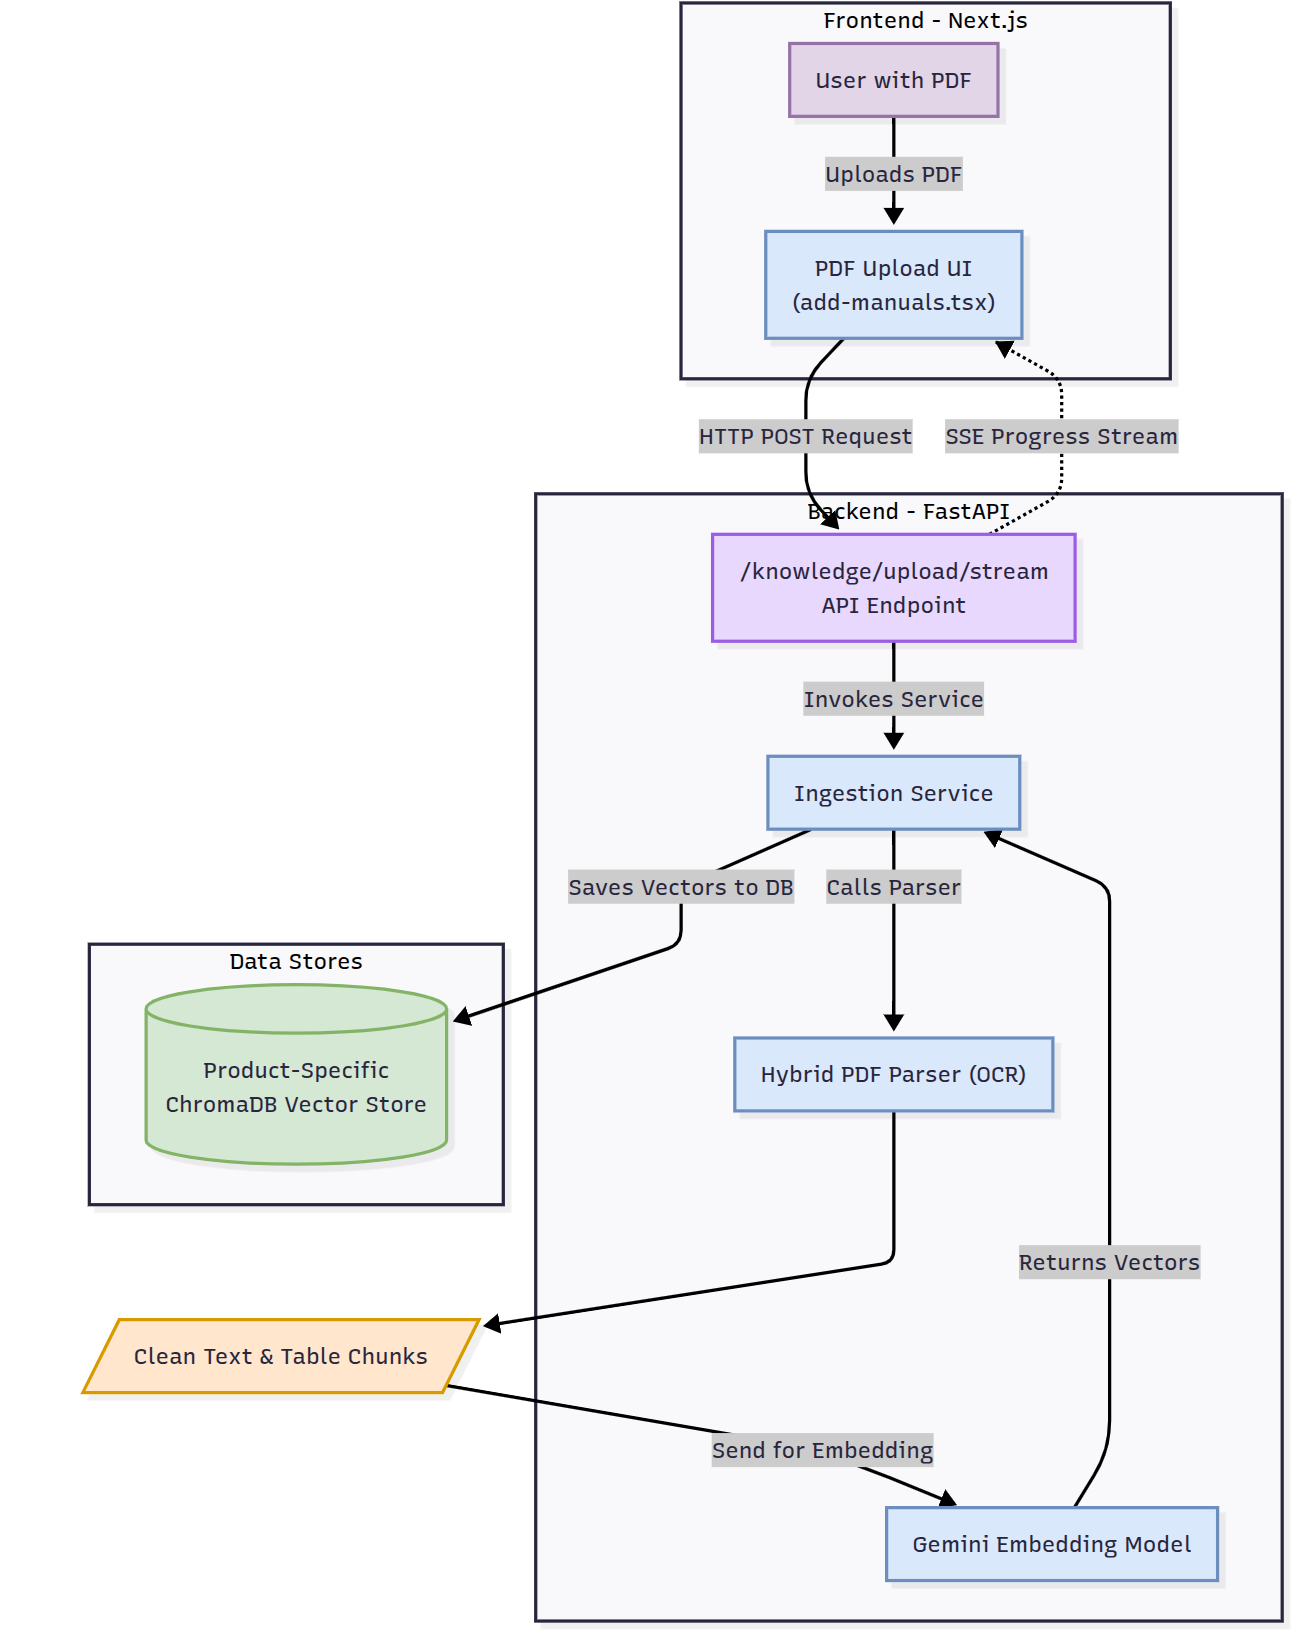 Frontend - Next.js
User with PDF
Uploads PDF
PDF Upload UI
(add-manuals.tsx)
HTTP POST Request
SSE Progress Stream
Backend - FastAPI
/knowledge/upload/stream
API Endpoint
Invokes Service
Ingestion Service
Saves Vectors to DB
Calls Parser
Data Stores
Product-Specific
ChromaDB Vector Store
Hybrid PDF Parser (OCR)
Returns Vectors
Clean Text & Table Chunks
Send for Embedding
Gemini Embedding Model